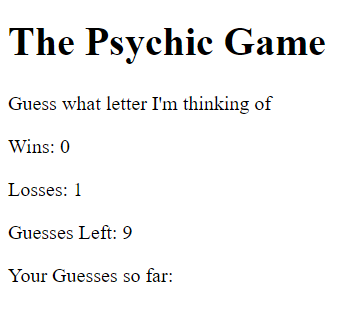 The Psychic Game
Guess what letter I'm thinking of
Wins: 0
Losses: 1
Guesses Left: 9
Your Guesses so far: